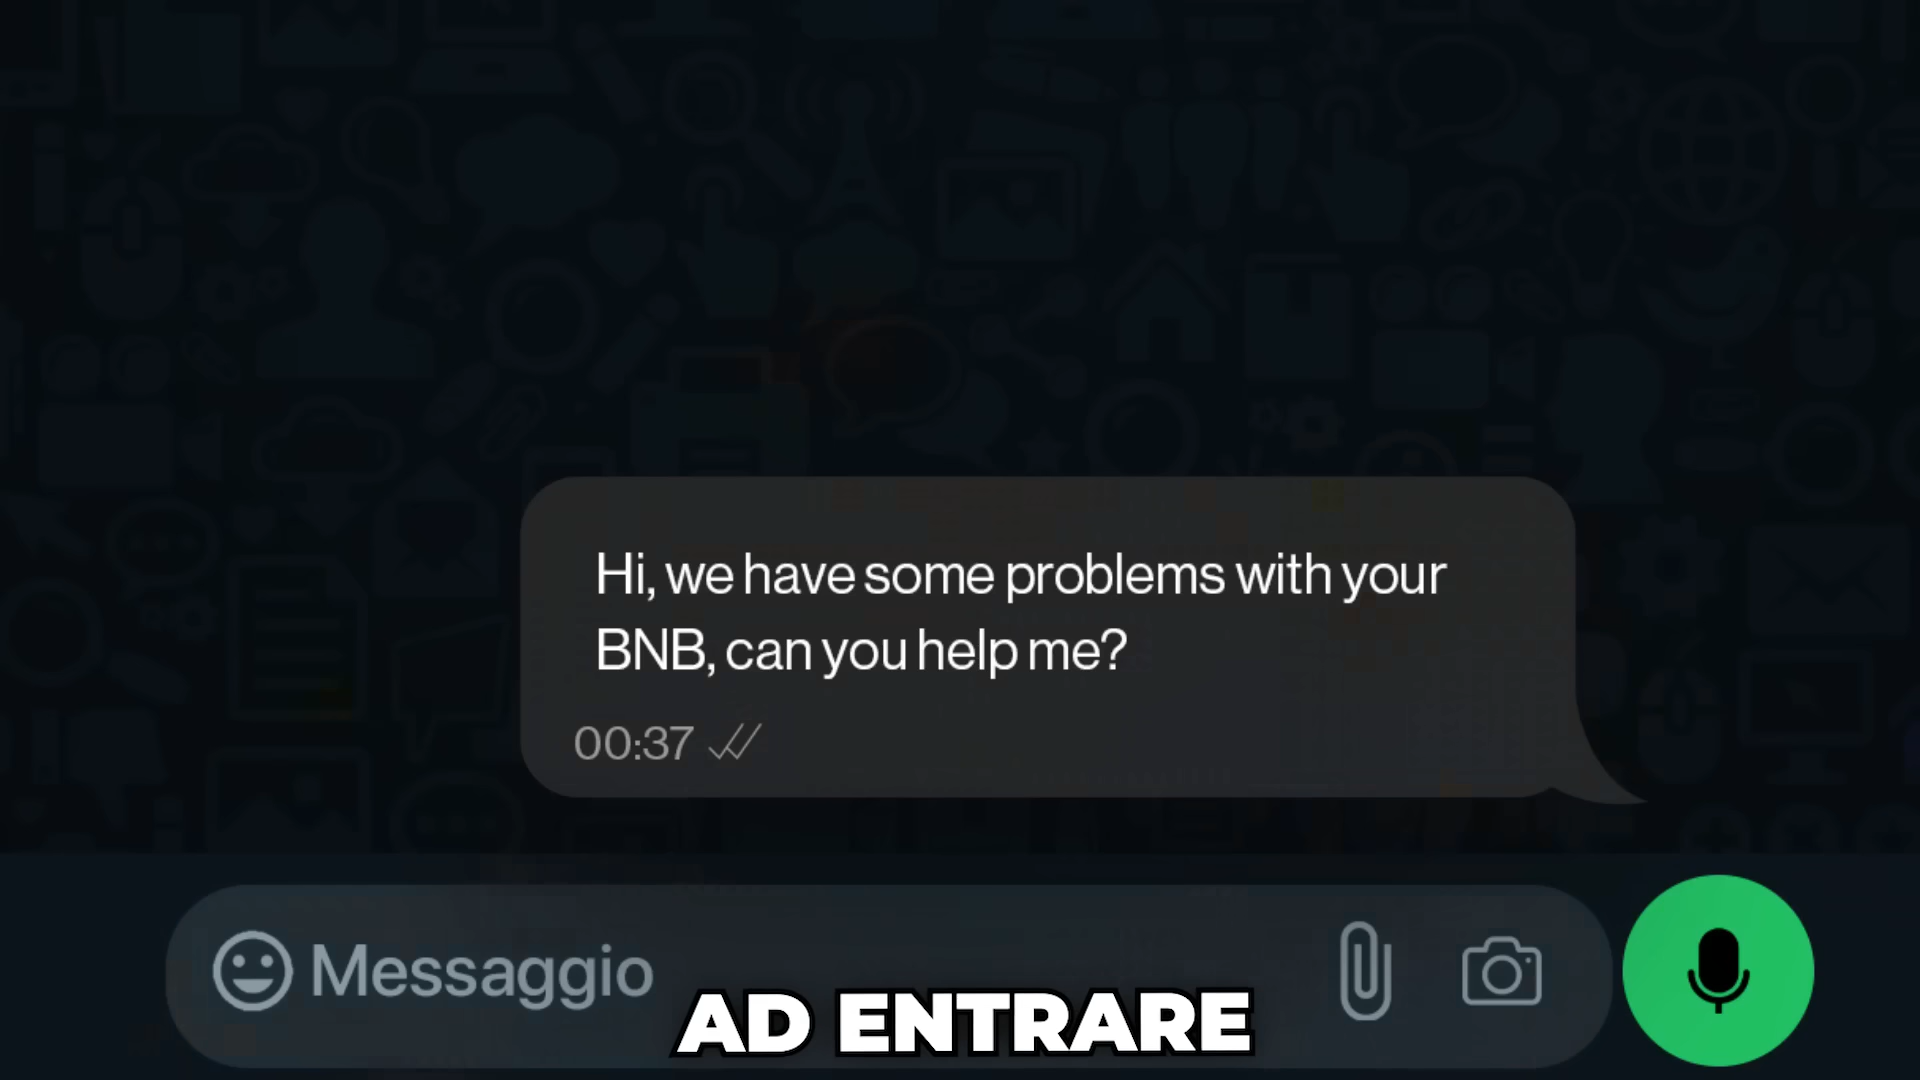 Hi, we have some problems with your
BNB, can you help me?
00:37
Messaggio
AD ENTRARE